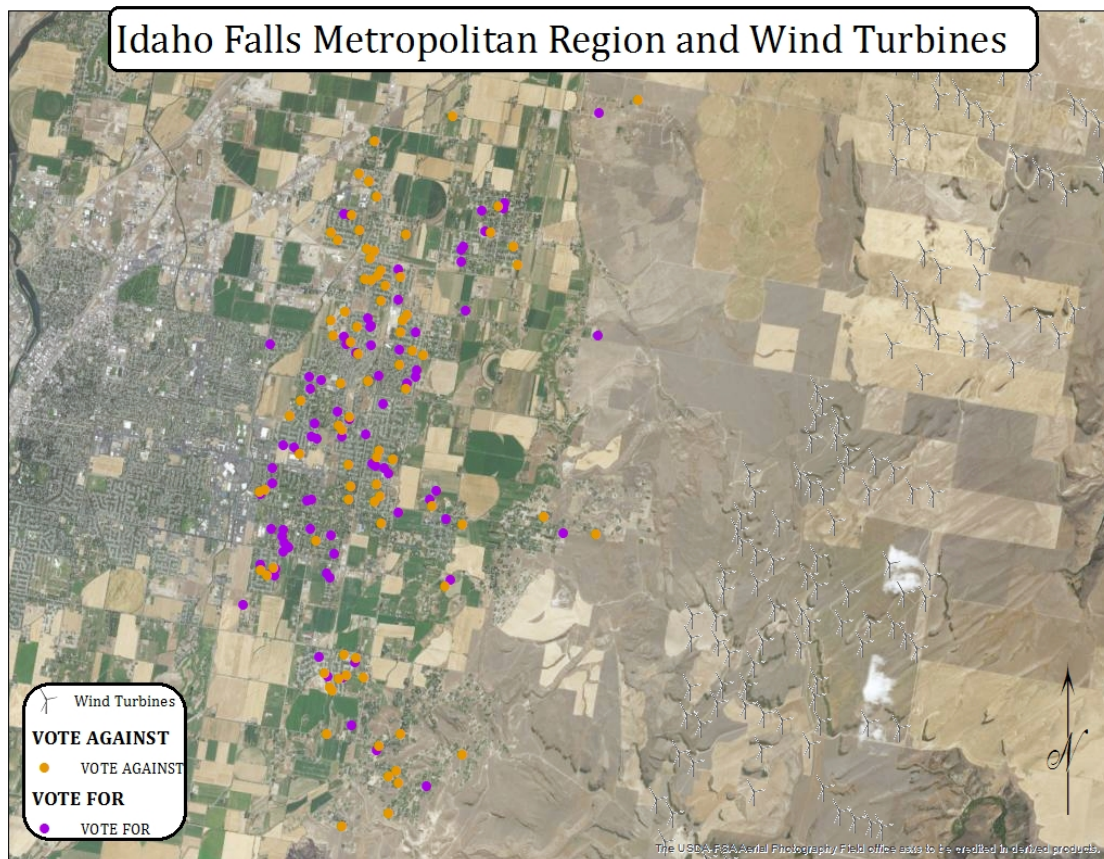 Idaho Falls Metropolitan Region and Wind Turbines
Wind Turbines
VOTE AGAINST
VOTE AGAINST
VOTE FOR
VOTE FOR
N
The USDA-FSA Aerial Photography Field office asks to be credited in derived products.